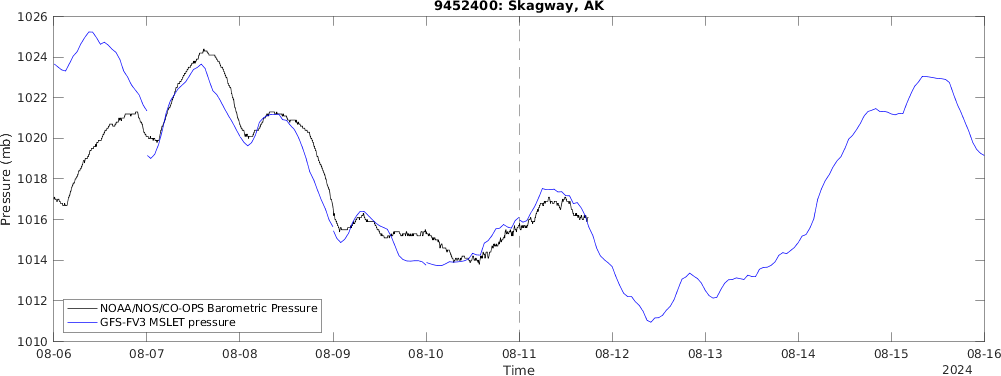 9452400: Skagway, AK
Pressure (mb)
1026
1024
1022
1020
1018
1016
1014
1012
1010
NOAA/NOS/CO-OPS Barometric Pressure
GFS-FV3 MSLET pressure
08-06 08-07 08-08 08-09 08-10 08-11 08-12 08-13 08-14 08-15 08-16
Time
2024